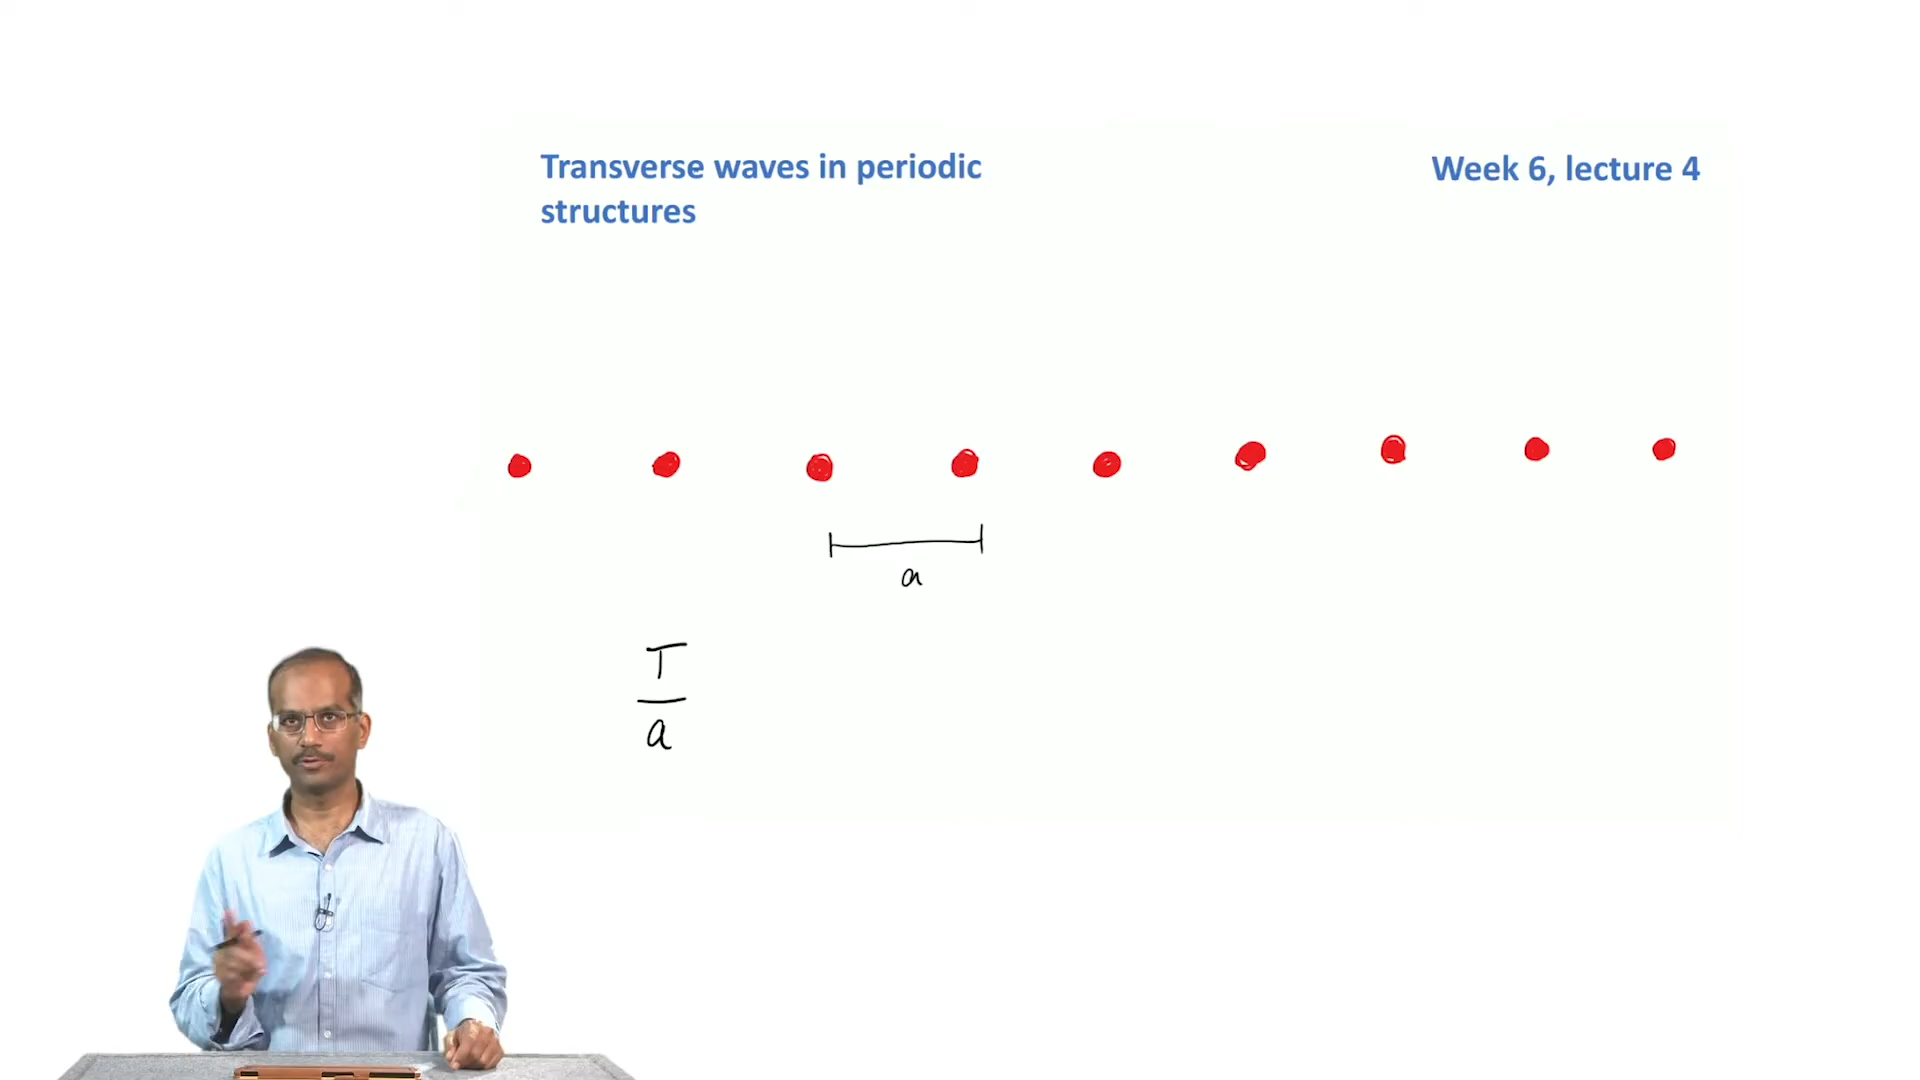 Transverse waves in periodic
structures
Week 6, lecture 4
a
T
a